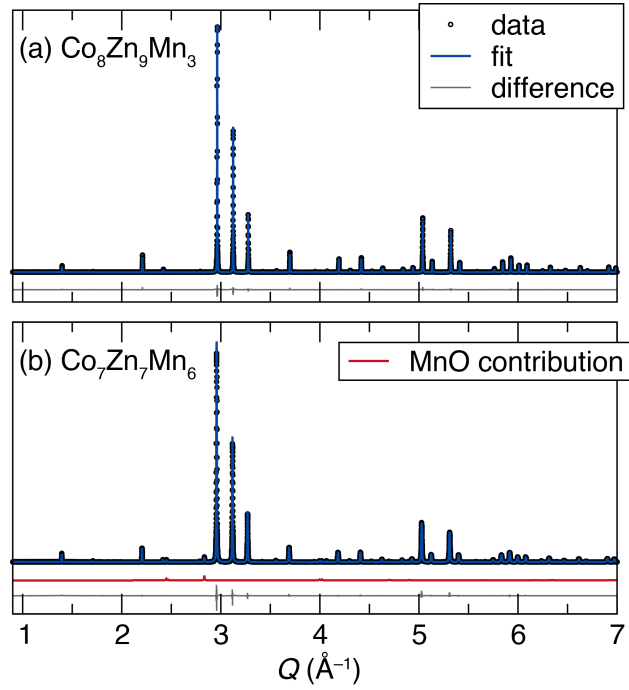 (a) Co₈Zn₉Mn₃
data
fit
difference
(b) Co₇Zn₇Mn₆
MnO contribution
1 2 3 4 5 6 7
Q (Å⁻¹)